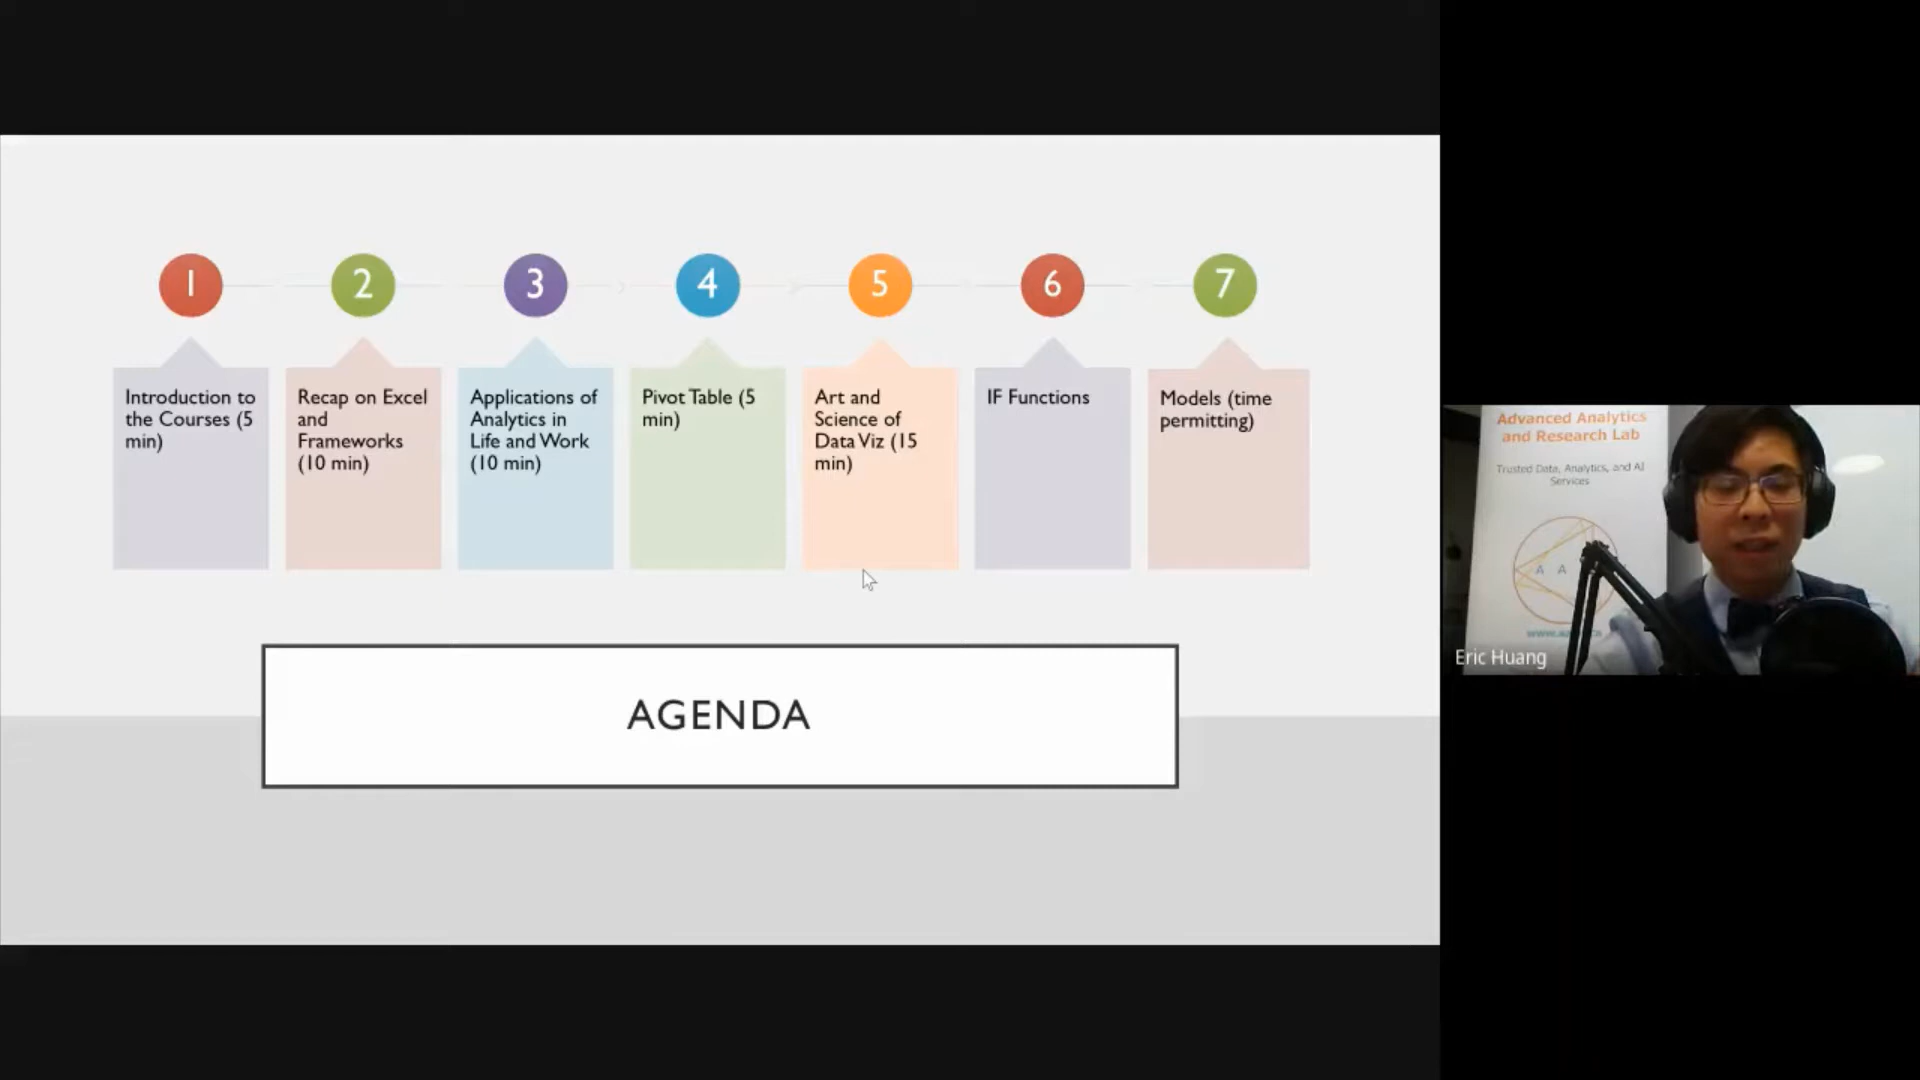 1
2
3
4
5
6
7
Introduction to
the Courses (5
min)
Recap on Excel
and
Frameworks
(10 min)
Applications of
Analytics in
Life and Work
(10 min)
Pivot Table (5
min)
Art and
Science of
Data Viz (15
min)
IF Functions
Models (time
permitting)
AGENDA
Advanced Analytics
and Research Lab
Trusted Data, Analytics, and AI
Services
A A
Eric Huang